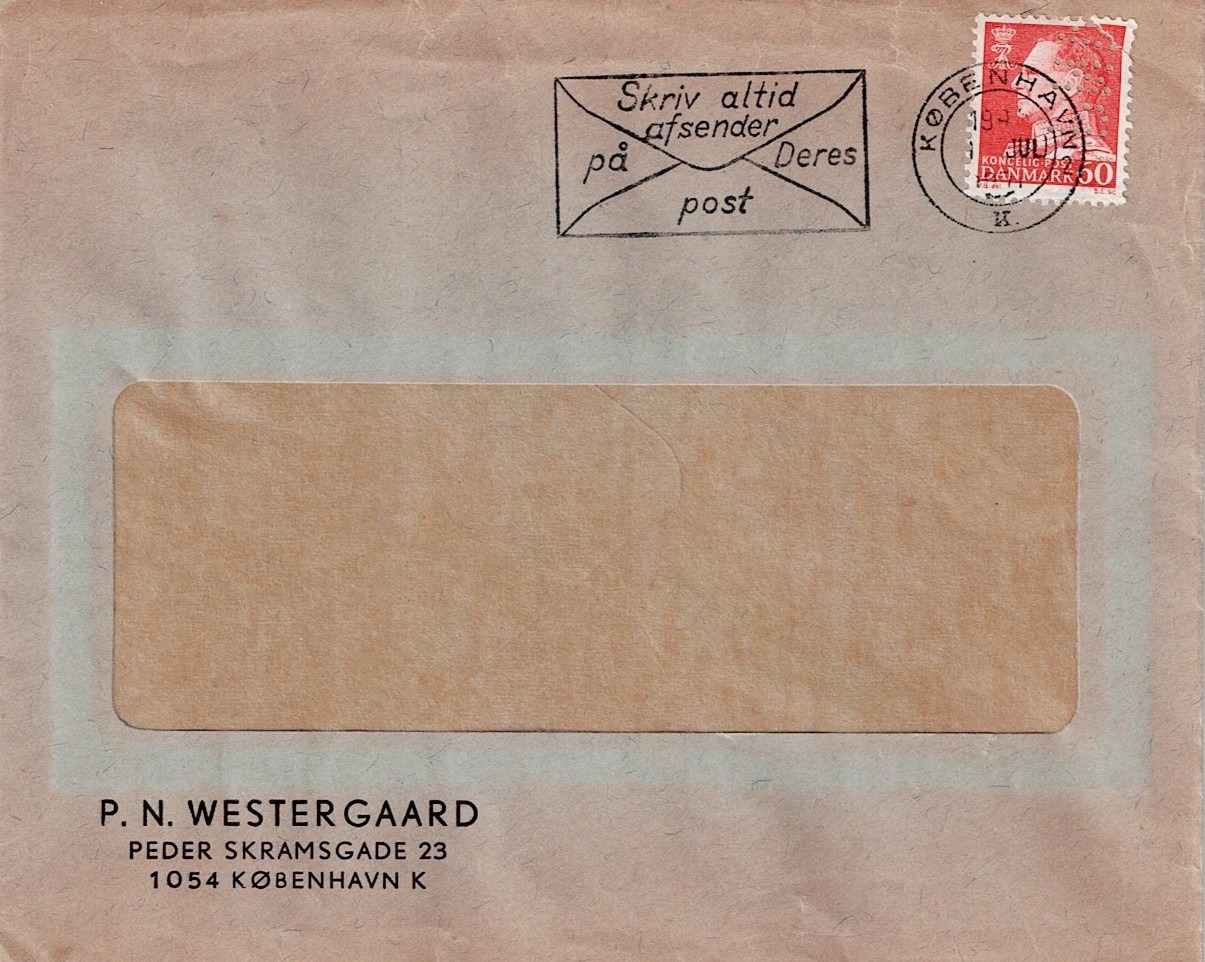 Skriv altid
afsender
på Deres
post
KØBENHAVN
JULI
K.
KONGELIG-POST
DANMARK 60
P. N. WESTERGAARD
PEDER SKRAMSGADE 23
1054 KØBENHAVN K